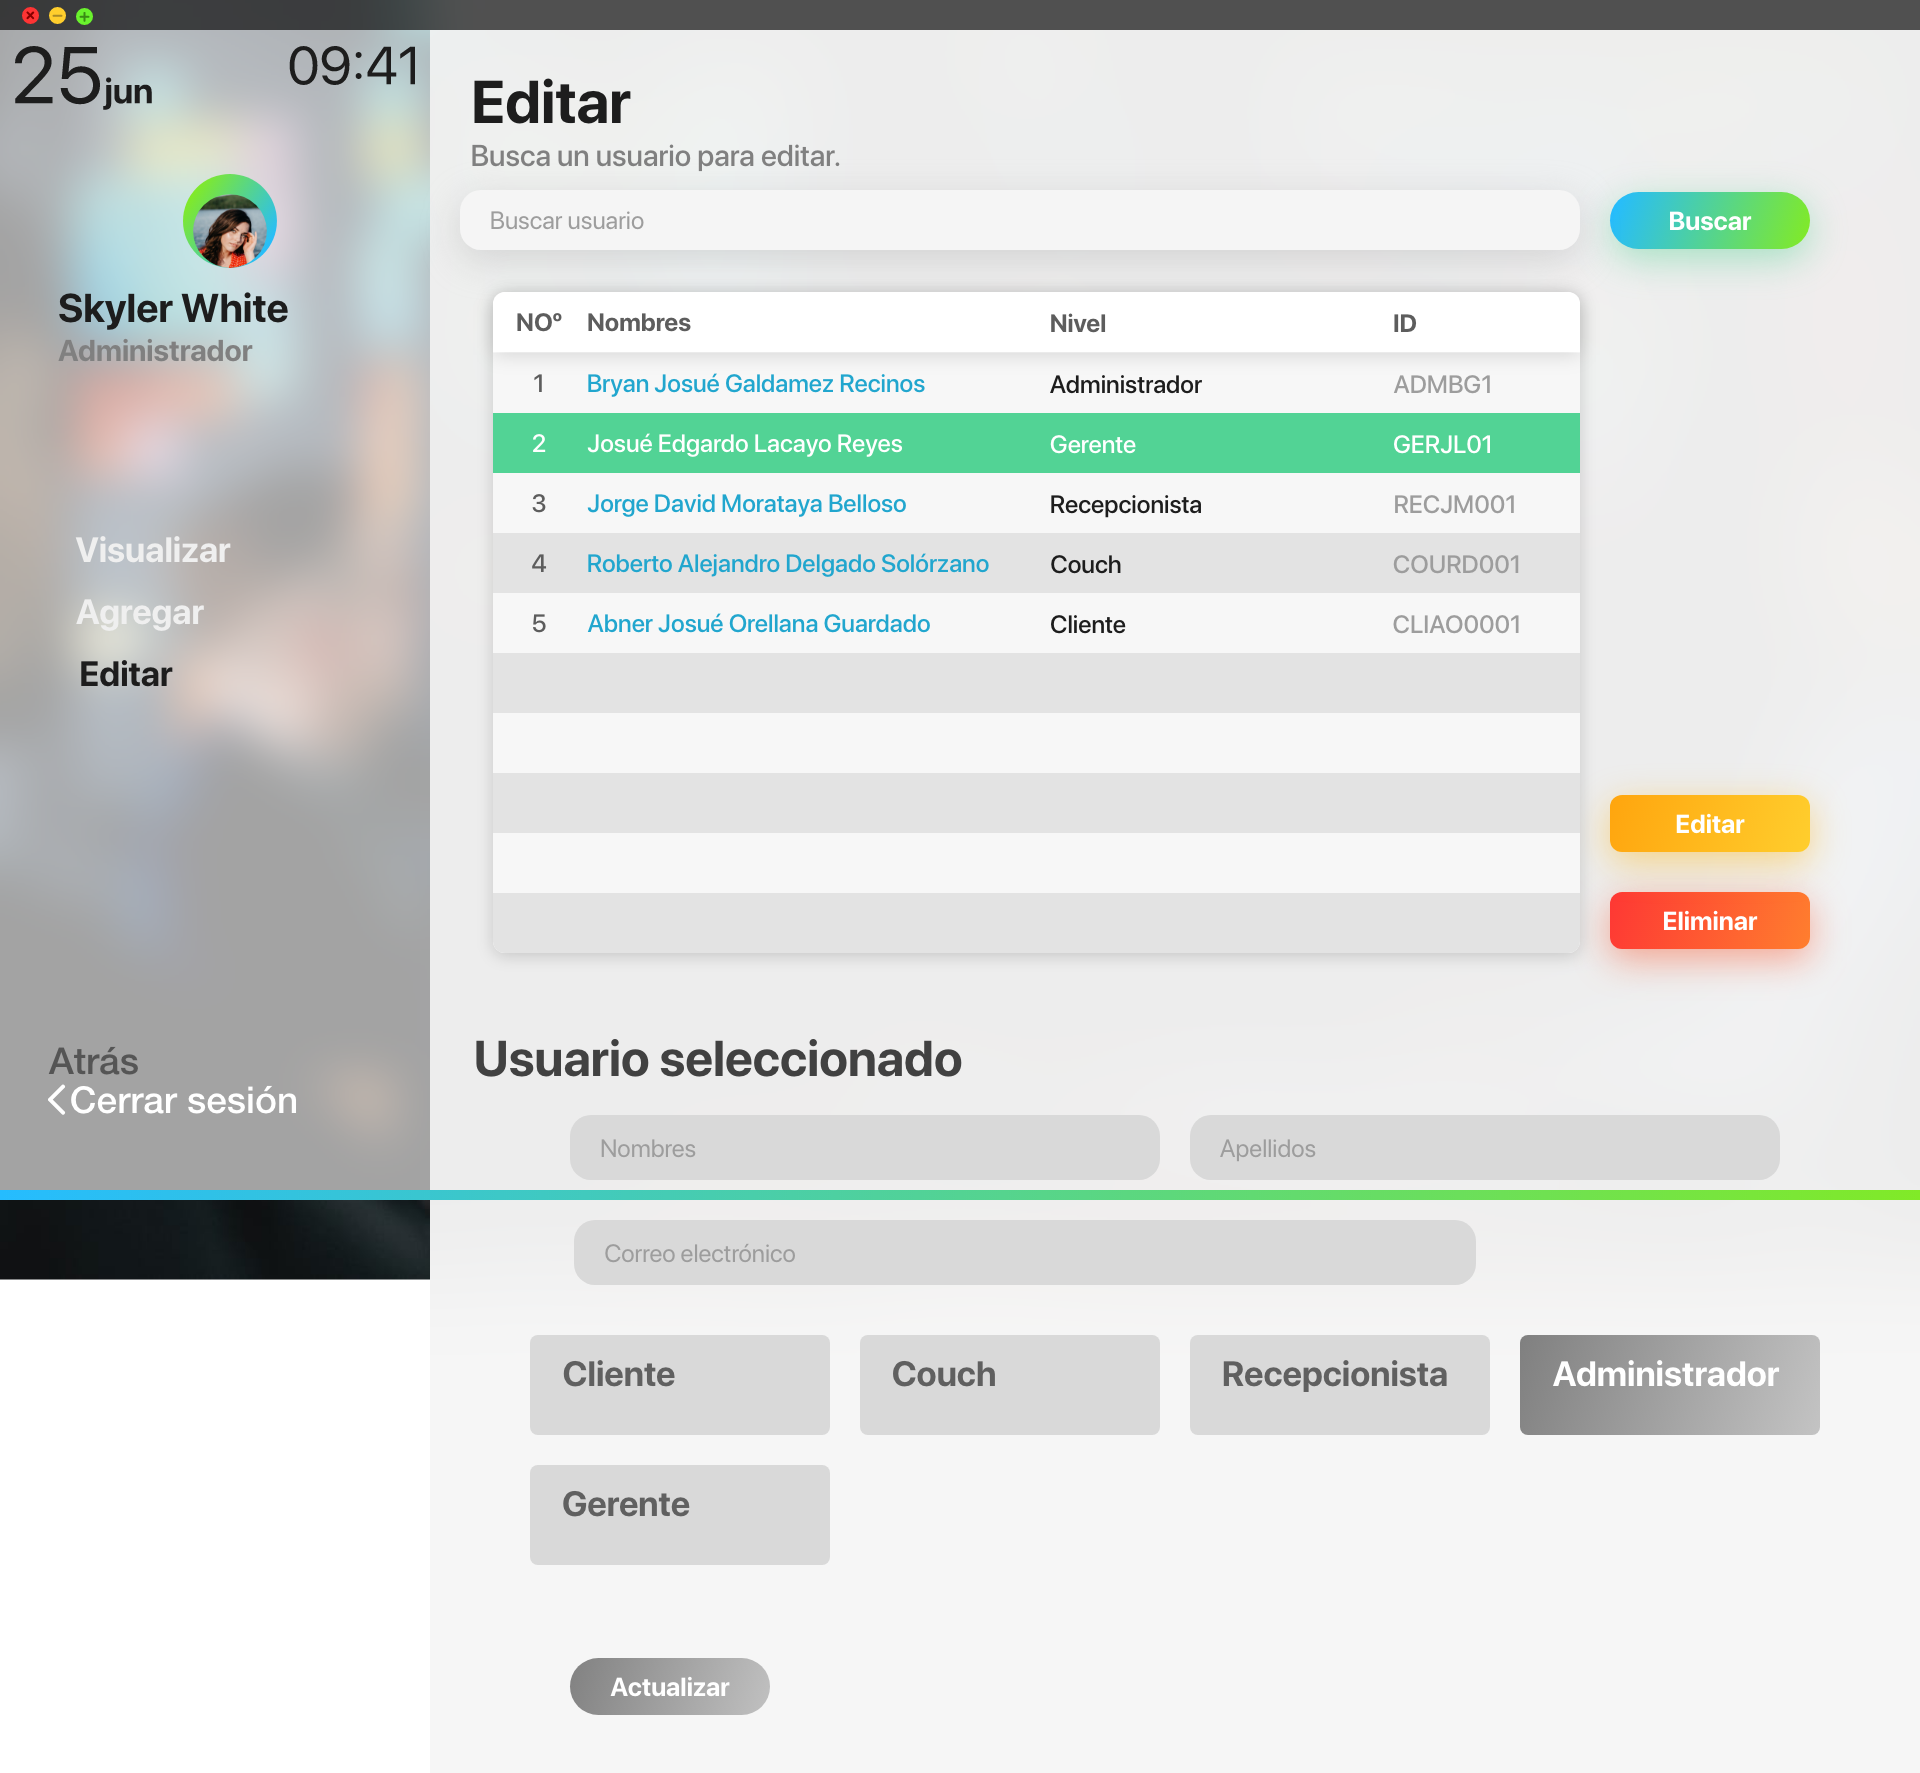 25jun
09:41
Skyler White
Administrador
Visualizar
Agregar
Editar
Atrás
Cerrar sesión
Editar
Busca un usuario para editar.
Buscar usuario
Buscar
NOº Nombres Nivel ID
1 Bryan Josué Galdamez Recinos Administrador ADMBG1
2 Josué Edgardo Lacayo Reyes Gerente GERJL01
3 Jorge David Morataya Belloso Recepcionista RECJM001
4 Roberto Alejandro Delgado Solórzano Couch COURD001
5 Abner Josué Orellana Guardado Cliente CLIAO0001
Editar
Eliminar
Usuario seleccionado
Nombres
Apellidos
Correo electrónico
Cliente
Couch
Recepcionista
Administrador
Gerente
Actualizar